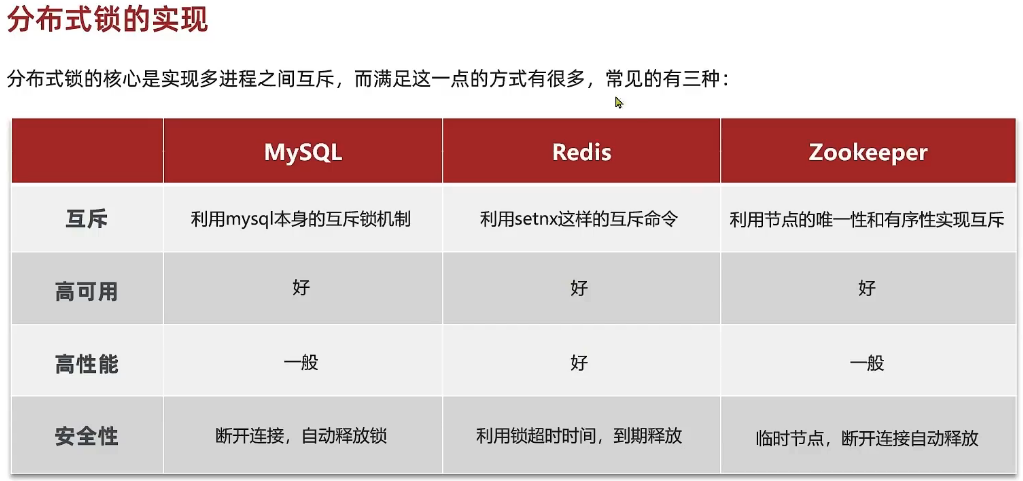 分布式锁的实现
分布式锁的核心是实现多进程之间互斥，而满足这一点的方式有很多，常见的有三种：
MySQL Redis Zookeeper
互斥 利用mysql本身的互斥锁机制 利用setnx这样的互斥命令 利用节点的唯一性和有序性实现互斥
高可用 好 好 好
高性能 一般 好 一般
安全性 断开连接，自动释放锁 利用锁超时时间，到期释放 临时节点，断开连接自动释放